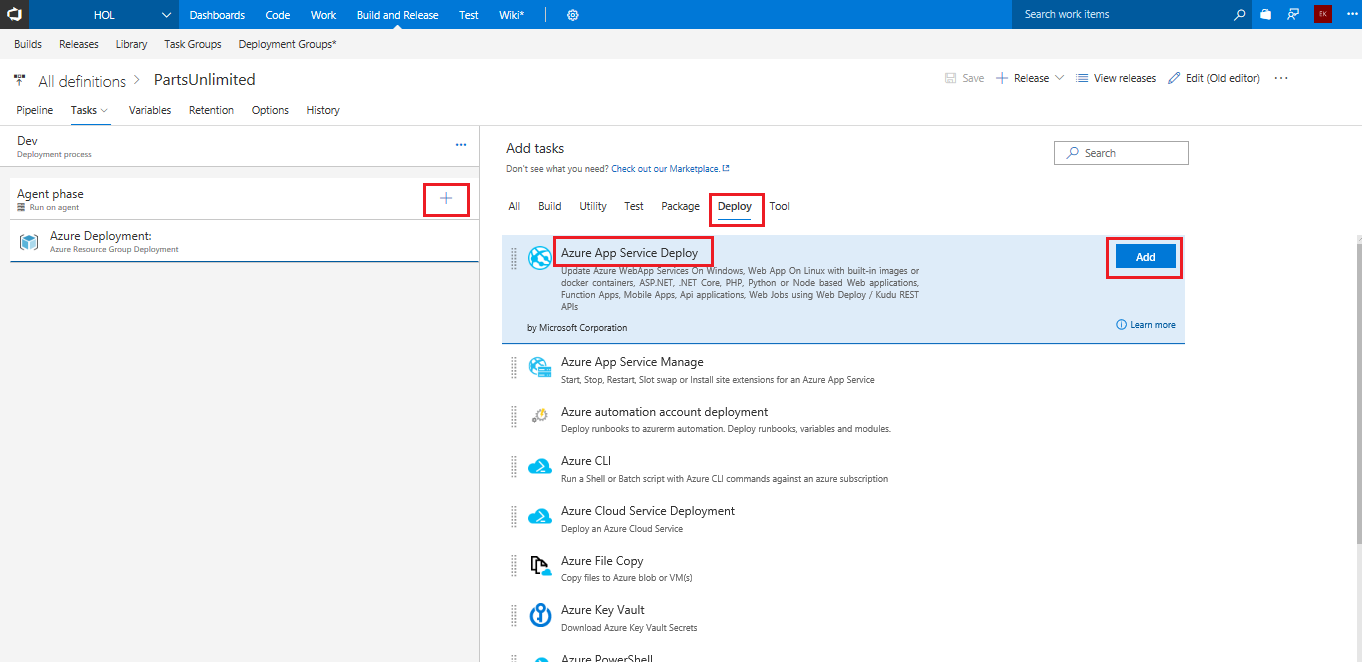 HOL
Dashboards Code Work Build and Release Test Wiki*
Search work items
EK
Builds Releases Library Task Groups Deployment Groups*
All definitions > PartsUnlimited
Save + Release View releases Edit (Old editor) ...
Pipeline Tasks Variables Retention Options History
Dev
Deployment process
Agent phase
Run on agent
Azure Deployment:
Azure Resource Group Deployment
Add tasks
Search
Don't see what you need? Check out our Marketplace.
All Build Utility Test Package Deploy Tool
Azure App Service Deploy
Add
Update Azure WebApp Services On Windows, Web App On Linux with built-in images or
docker containers, ASP.NET, .NET Core, PHP, Python or Node based Web applications,
Function Apps, Mobile Apps, Api applications, Web Jobs using Web Deploy / Kudu REST
APIs
by Microsoft Corporation
Learn more
Azure App Service Manage
Start, Stop, Restart, Slot swap or Install site extensions for an Azure App Service
Azure automation account deployment
Deploy runbooks to azurerm automation. Deploy runbooks, variables and modules.
Azure CLI
Run a Shell or Batch script with Azure CLI commands against an azure subscription
Azure Cloud Service Deployment
Deploy an Azure Cloud Service
Azure File Copy
Copy files to Azure blob or VM(s)
Azure Key Vault
Download Azure Key Vault Secrets
Azure PowerShell